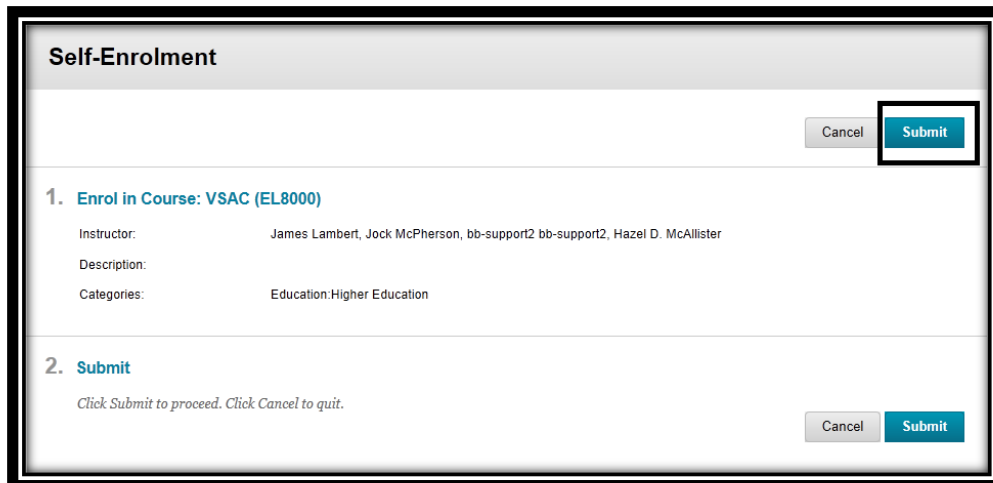 Self-Enrolment
Cancel Submit
1. Enrol in Course: VSAC (EL8000)
Instructor: James Lambert, Jock McPherson, bb-support2 bb-support2, Hazel D. McAllister
Description:
Categories: Education:Higher Education
2. Submit
Click Submit to proceed. Click Cancel to quit.
Cancel Submit